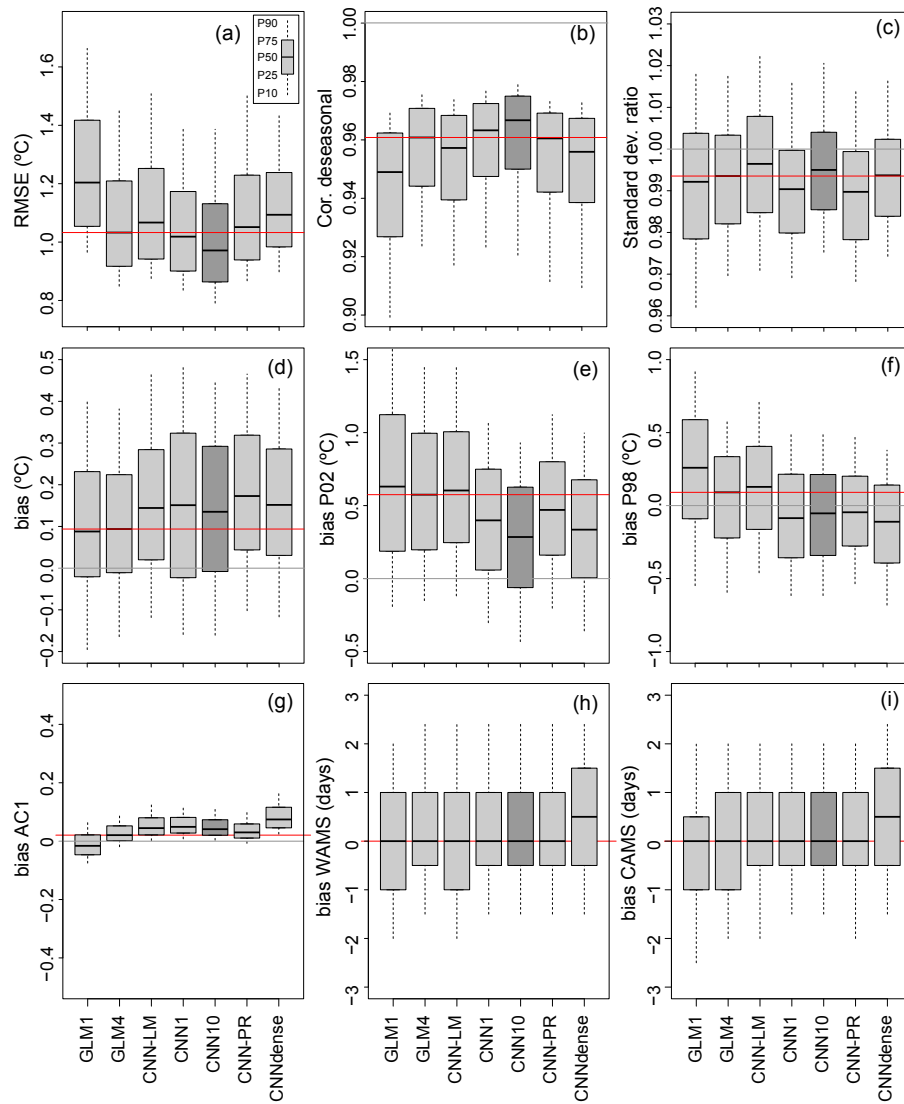 (a)
P90
P75
P50
P25
P10
RMSE (ºC)
1.6
1.4
1.2
1.0
0.8
(b)
Cor. deseasonal
1.00
0.98
0.96
0.94
0.92
0.90
(c)
Standard dev. ratio
1.03
1.02
1.01
1.00
0.99
0.98
0.97
0.96
(d)
bias (ºC)
0.5
0.4
0.3
0.2
0.1
0.0
−0.1
−0.2
(e)
bias P02 (ºC)
1.5
1.0
0.5
0.0
−0.5
(f)
bias P98 (ºC)
1.0
0.5
0.0
−0.5
−1.0
(g)
bias AC1
0.4
0.2
0
−0.2
−0.4
GLM1
GLM4
CNN-LM
CNN1
CNN10
CNN-PR
CNNdense
(h)
bias WAMS (days)
3
2
1
0
−1
−2
−3
GLM1
GLM4
CNN-LM
CNN1
CNN10
CNN-PR
CNNdense
(i)
bias CAMS (days)
3
2
1
0
−1
−2
−3
GLM1
GLM4
CNN-LM
CNN1
CNN10
CNN-PR
CNNdense